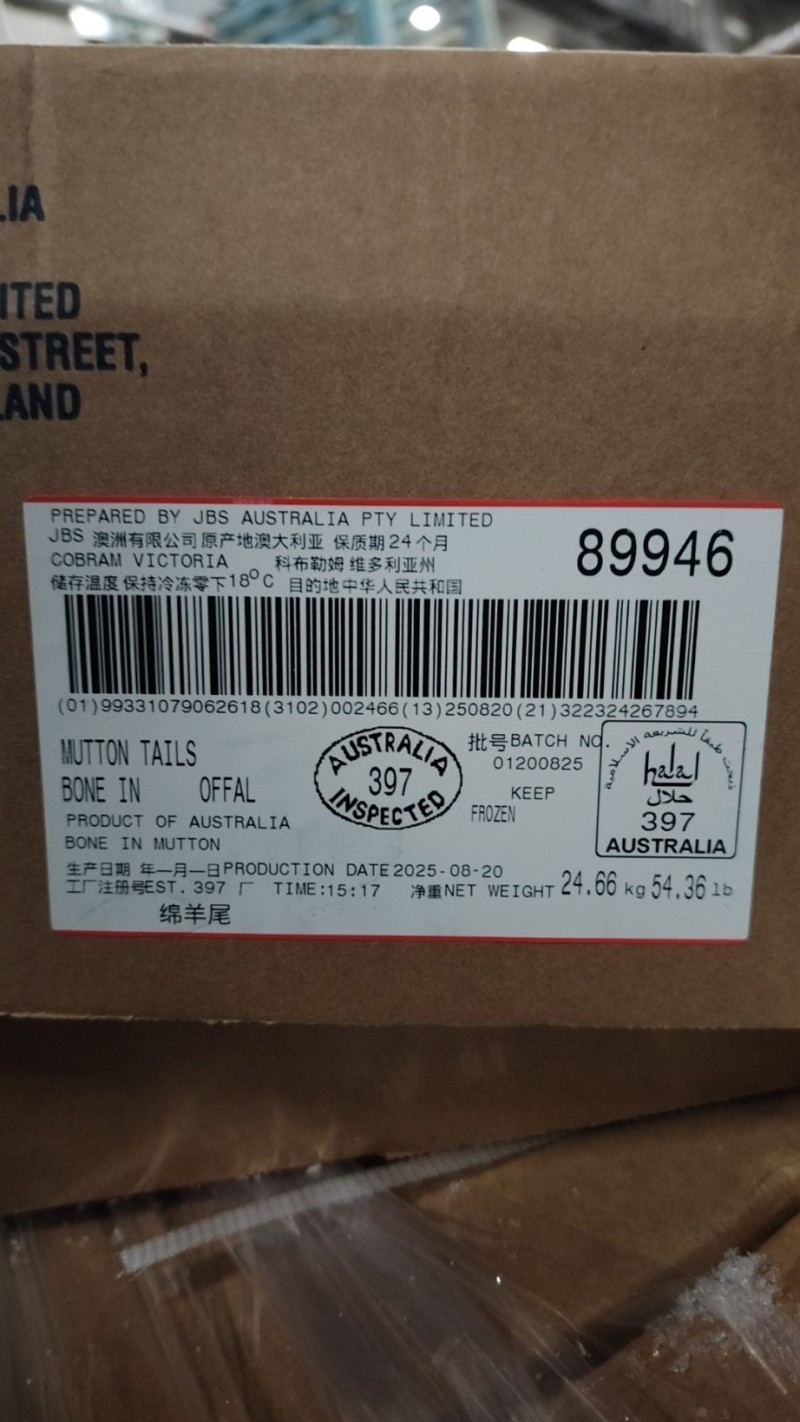 LIA
ITED
STREET,
LAND
PREPARED BY JBS AUSTRALIA PTY LIMITED
JBS 澳洲有限公司原产地澳大利亚 保质期24个月
89946
COBRAM VICTORIA 科布勒姆 维多利亚州
储存温度保持冷冻零下18°C 目的地中华人民共和国
(01)99331079062618(3102)002466(13)250820(21)322324267894
MUTTON TAILS
BONE IN OFFAL
PRODUCT OF AUSTRALIA
BONE IN MUTTON
AUSTRALIA
397
INSPECTED
批号BATCH NO.
01200825
KEEP
FROZEN
halal
حلال
397
AUSTRALIA
生产日期 年—月—日PRODUCTION DATE2025-08-20
工厂注册号EST. 397 厂 TIME:15:17 净重NET WEIGHT 24.66 kg 54.36 lb
绵羊尾